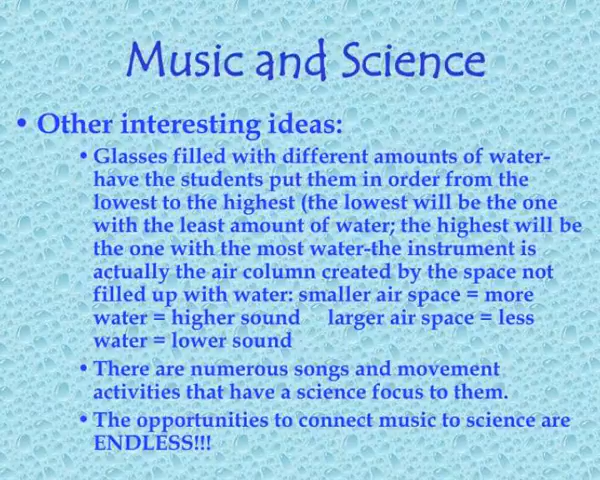 Music and Science
• Other interesting ideas:
• Glasses filled with different amounts of water-
have the students put them in order from the
lowest to the highest (the lowest will be the one
with the least amount of water; the highest will be
the one with the most water-the instrument is
actually the air column created by the space not
filled up with water: smaller air space = more
water = higher sound     larger air space = less
water = lower sound
• There are numerous songs and movement
activities that have a science focus to them.
• The opportunities to connect music to science are
ENDLESS!!!